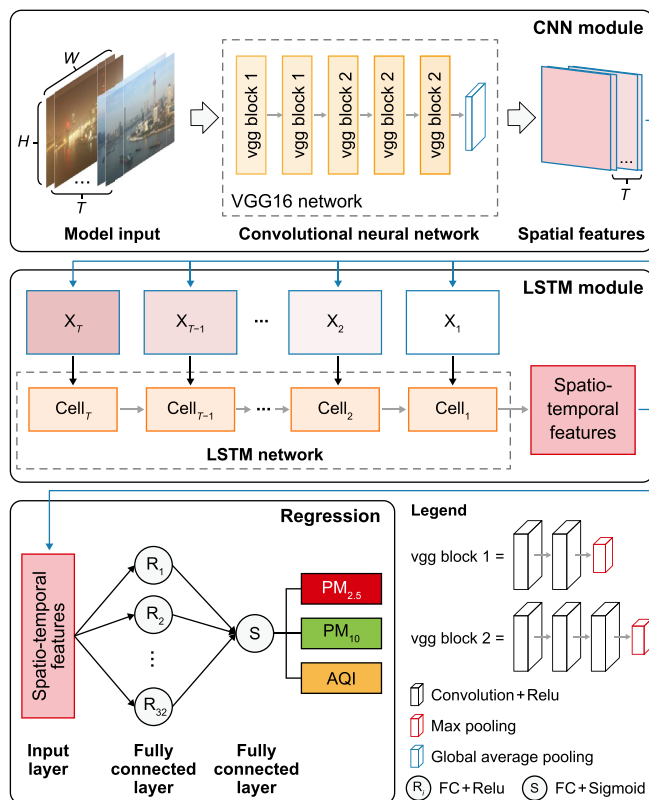 CNN module
W
H
...
T
vgg block 1
vgg block 1
vgg block 2
vgg block 2
vgg block 2
VGG16 network
...
T
Model input
Convolutional neural network
Spatial features
LSTM module
X_T
X_{T−1}
...
X_2
X_1
Cell_T
Cell_{T−1}
...
Cell_2
Cell_1
Spatio-
temporal
features
LSTM network
Regression
Spatio-temporal
features
R_1
R_2
...
R_32
S
PM_2.5
PM_10
AQI
Input
layer
Fully
connected
layer
Fully
connected
layer
Legend
vgg block 1 =
vgg block 2 =
Convolution+Relu
Max pooling
Global average pooling
R_i FC+Relu
S FC+Sigmoid